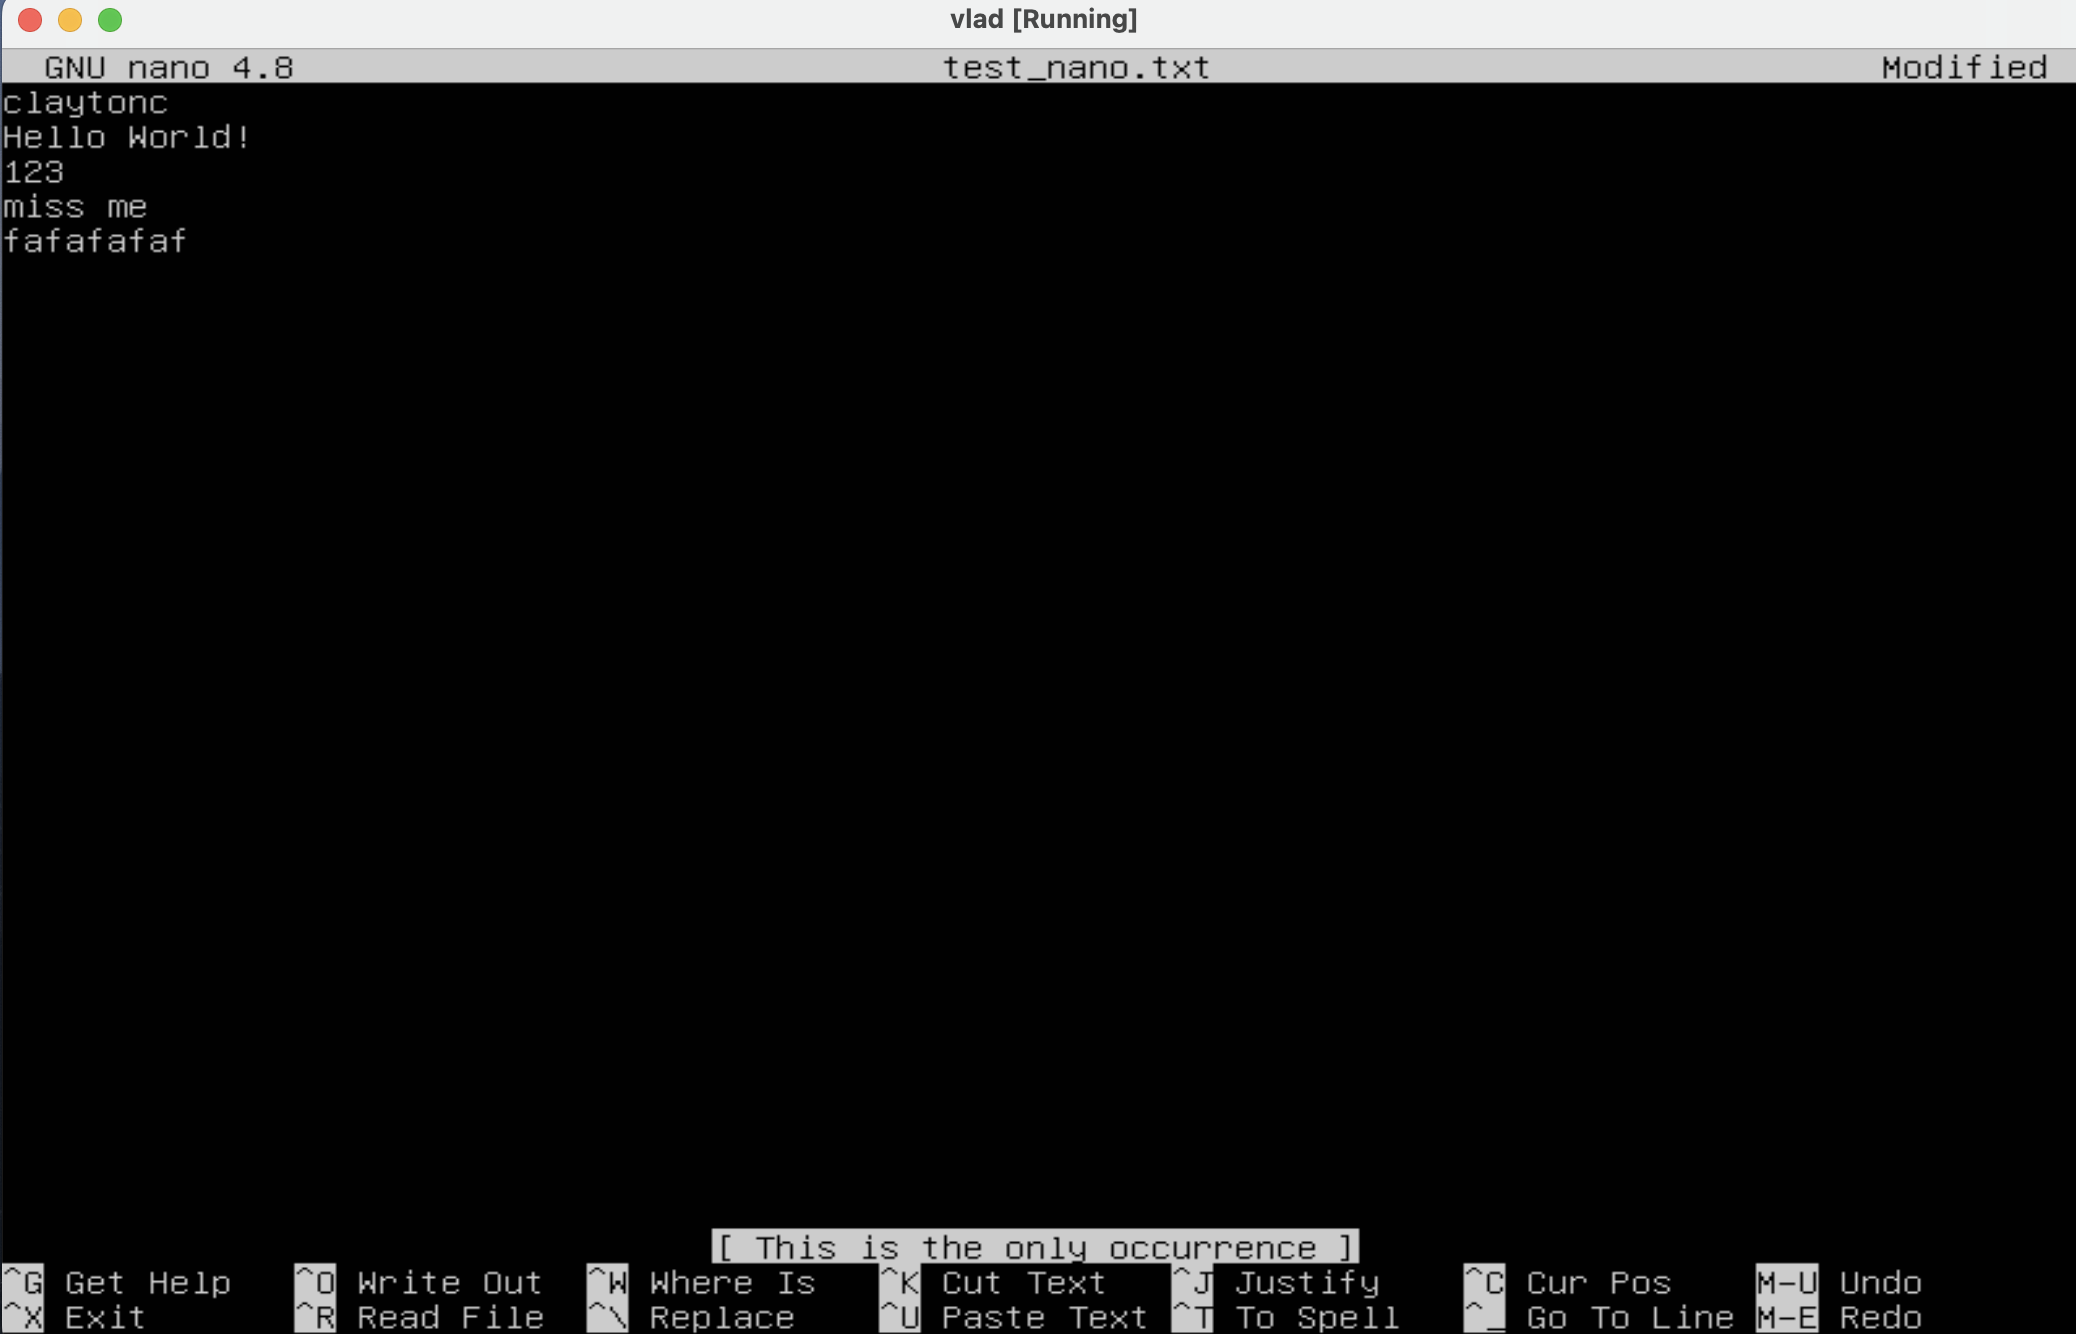 vlad [Running]
GNU nano 4.8 test_nano.txt Modified
claytonc
Hello World!
123
miss me
fafafafaf
[ This is the only occurrence ]
^G Get Help ^O Write Out ^W Where Is ^K Cut Text ^J Justify ^C Cur Pos M-U Undo
^X Exit ^R Read File ^\ Replace ^U Paste Text ^T To Spell ^_ Go To Line M-E Redo